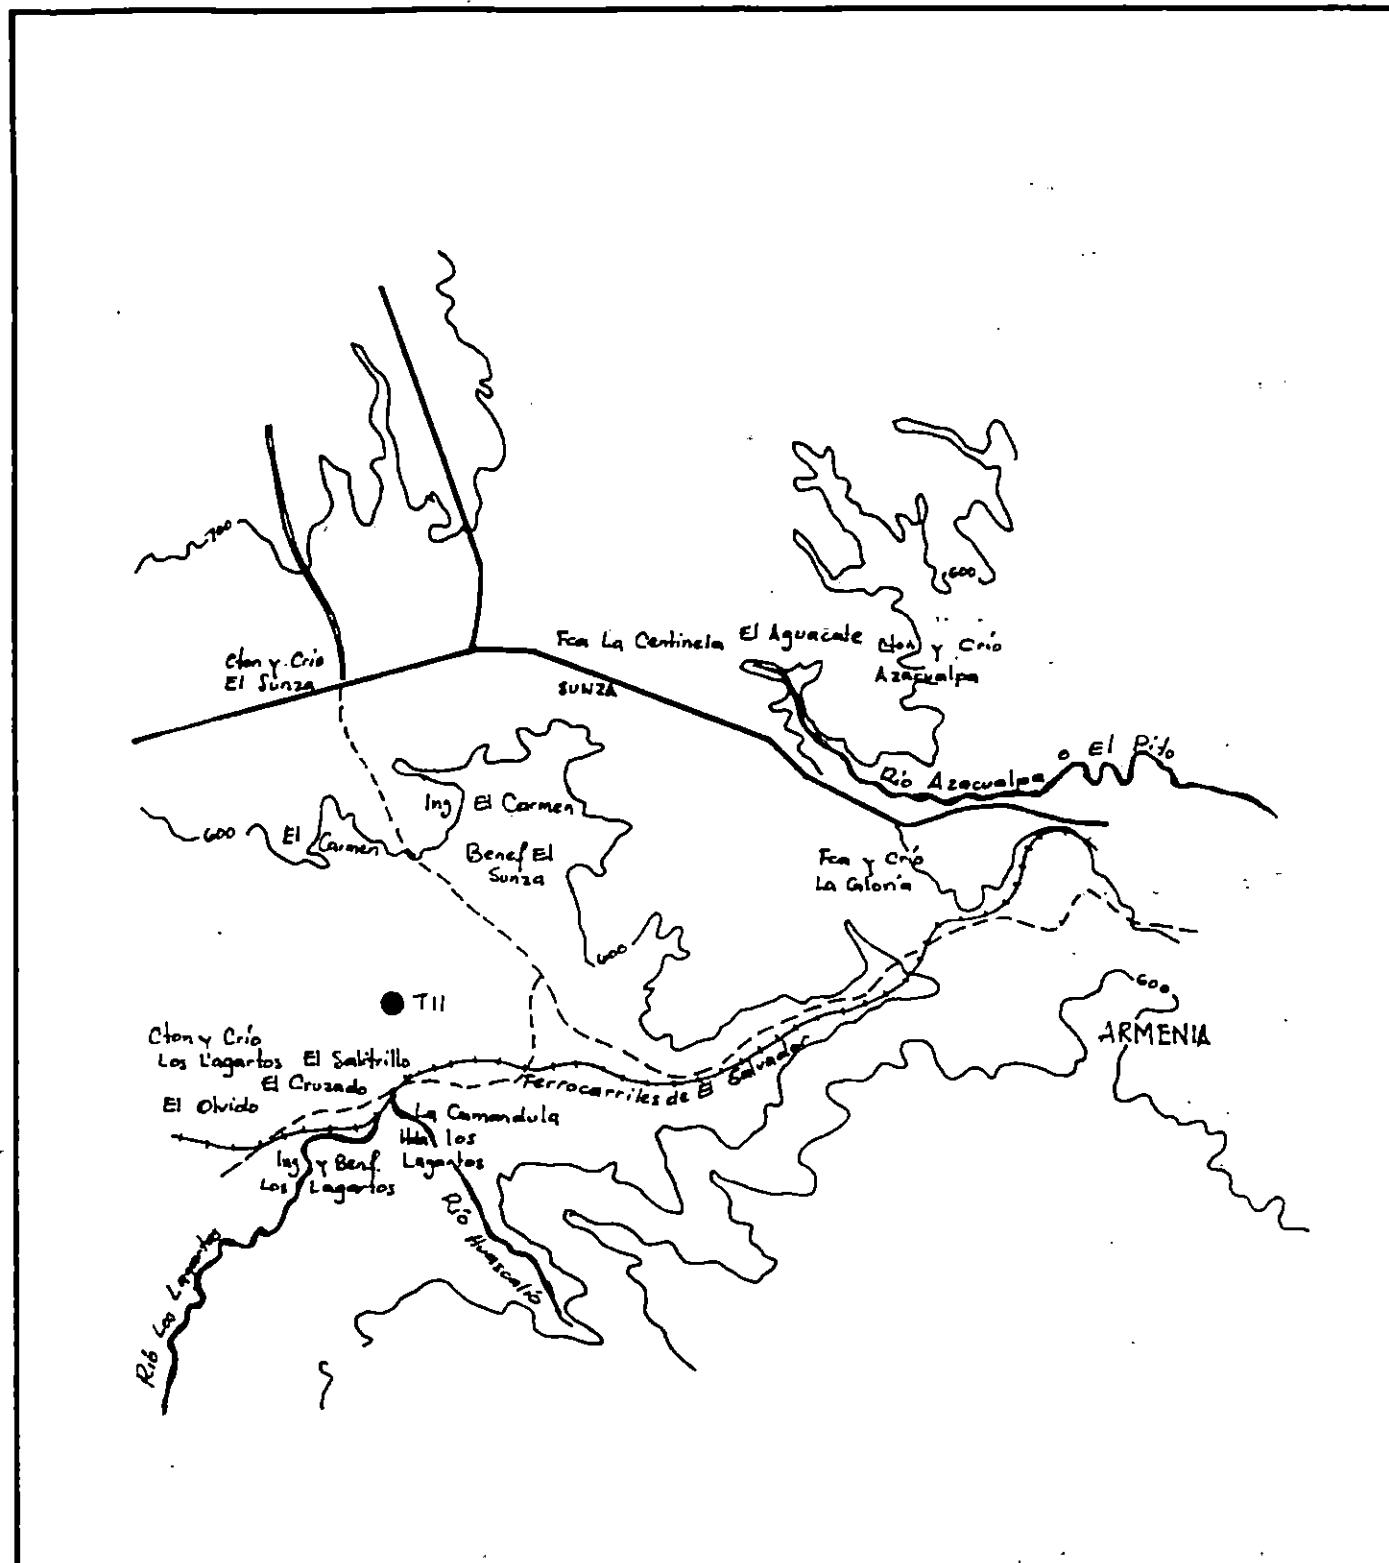 700
600
Cton y Crío
El Sunza
Fca La Centinela
El Aguacate
Cton y Crío
Azacualpa
SUNZA
Río Azacualpa
El Pito
Ing El Carmen
600
El Carmen
Benef El
Sunza
Fca y Crío
La Gloria
600
600
T11
ARMENIA
Cton y Crío
Los Lagartos
El Salitrillo
El Cruzado
El Olvido
Ferrocarriles de El Salvador
La Camandula
Hda los
Lagartos
Ing y Benf.
Los Lagartos
Río Huiscalío
Río Los Lagartos